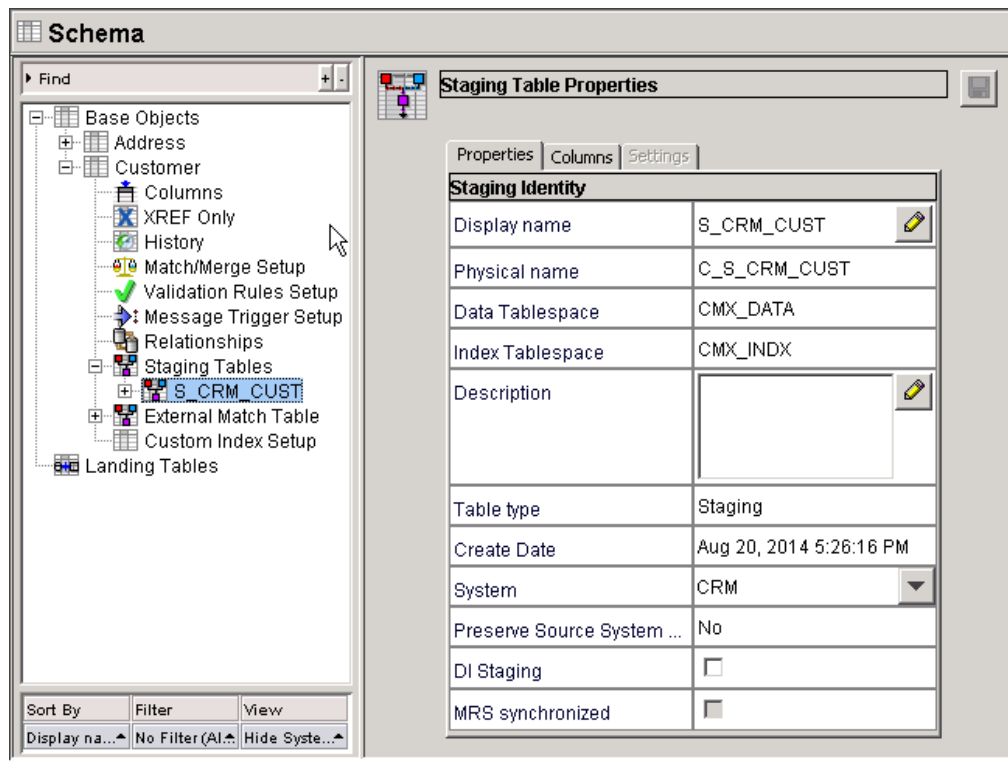 Schema
Find
+ -
Base Objects
Address
Customer
Columns
XREF Only
History
Match/Merge Setup
Validation Rules Setup
Message Trigger Setup
Relationships
Staging Tables
S_CRM_CUST
External Match Table
Custom Index Setup
Landing Tables
Sort By Filter View
Display na... No Filter (Al... Hide Syste...
Staging Table Properties
Properties Columns Settings
Staging Identity
Display name S_CRM_CUST
Physical name C_S_CRM_CUST
Data Tablespace CMX_DATA
Index Tablespace CMX_INDX
Description
Table type Staging
Create Date Aug 20, 2014 5:26:16 PM
System CRM
Preserve Source System ... No
DI Staging
MRS synchronized